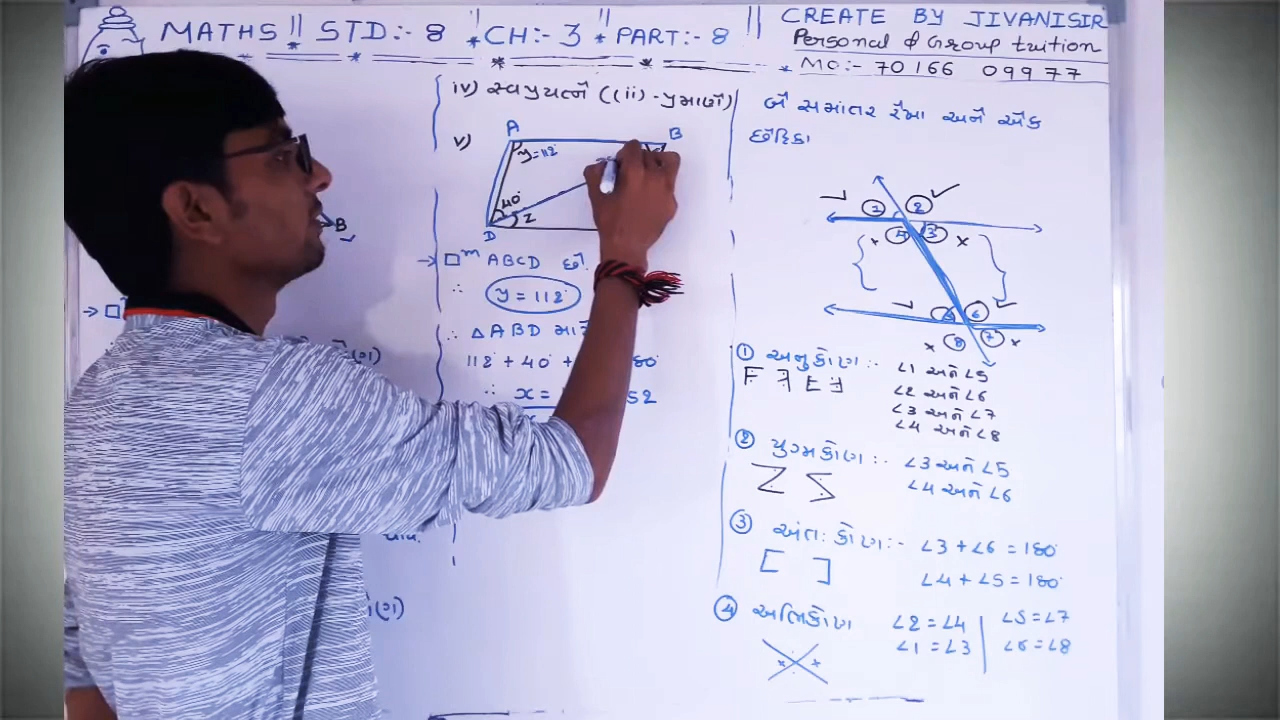 MATHS || STD:- 8 * CH:- 3 * PART:- 8 ||
CREATE BY JIVANISIR
Personal & Group tuition
* MO:- 70166 09977
iv) સ્વપ્રયત્ને ((ii) -પ્રમાણે)
v)
A B
y=112°
40°
z
D
B
→ □m ABCD છે.
∴ y = 112°
∴ △ABD
112° + 40° +
∴ x =
52
બે સમાંતર રેખા અને એક
છેદિકા
1 2
5 3
4 6
8 7
① અનુકોણ :- ∠1 અને ∠5
∠2 અને ∠6
∠3 અને ∠7
∠4 અને ∠8
② યુગ્મકોણ :- ∠3 અને ∠5
∠4 અને ∠6
③ અંતઃકોણ:- ∠3 + ∠6 = 180°
∠4 + ∠5 = 180°
④ અભિકોણ ∠2 = ∠4 | ∠5 = ∠7
∠1 = ∠3 | ∠6 = ∠8